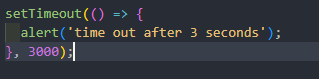 setTimeout(() => {
  alert('time out after 3 seconds');
}, 3000);